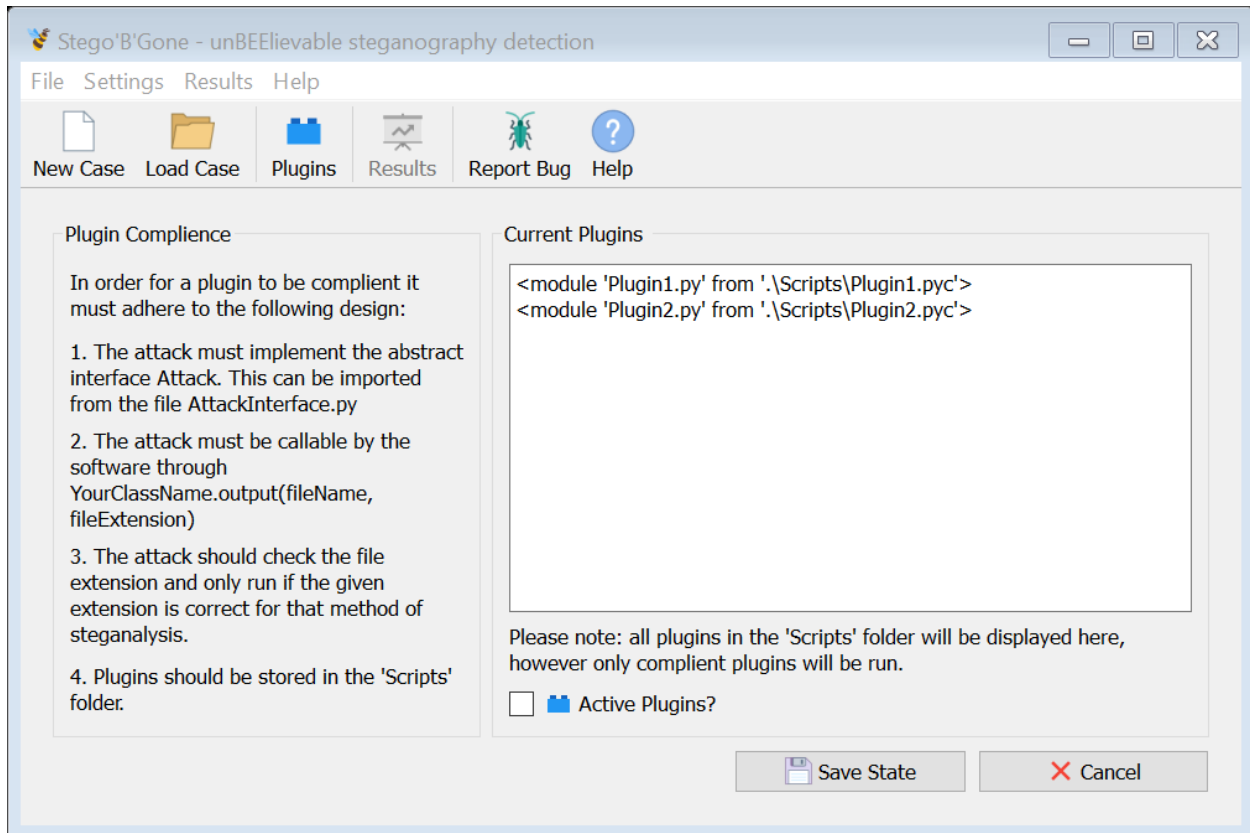 Stego'B'Gone - unBEElievable steganography detection
File Settings Results Help
New Case Load Case Plugins Results Report Bug Help
Plugin Complience
In order for a plugin to be complient it
must adhere to the following design:
1. The attack must implement the abstract
interface Attack. This can be imported
from the file AttackInterface.py
2. The attack must be callable by the
software through
YourClassName.output(fileName,
fileExtension)
3. The attack should check the file
extension and only run if the given
extension is correct for that method of
steganalysis.
4. Plugins should be stored in the 'Scripts'
folder.
Current Plugins
<module 'Plugin1.py' from '.\Scripts\Plugin1.pyc'>
<module 'Plugin2.py' from '.\Scripts\Plugin2.pyc'>
Please note: all plugins in the 'Scripts' folder will be displayed here,
however only complient plugins will be run.
Active Plugins?
Save State Cancel